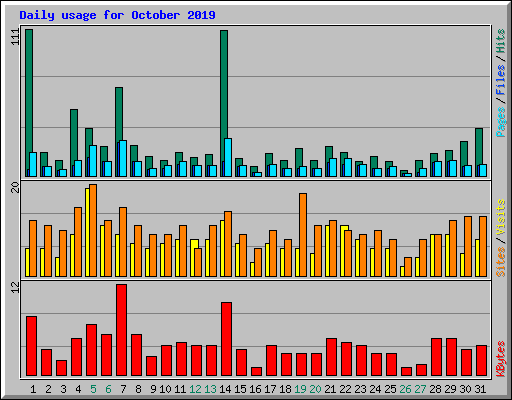 Daily usage for October 2019
111
Pages / Files / Hits
20
Sites / Visits
12
KBytes
1 2 3 4 5 6 7 8 9 10 11 12 13 14 15 16 17 18 19 20 21 22 23 24 25 26 27 28 29 30 31